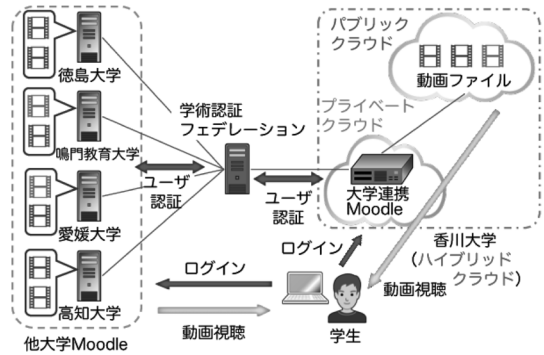 徳島大学
鳴門教育大学
愛媛大学
高知大学
他大学Moodle
学術認証
フェデレーション
ユーザ
認証
ユーザ
認証
パブリック
クラウド
動画ファイル
プライベート
クラウド
大学連携
Moodle
香川大学
（ハイブリッド
クラウド）
ログイン
動画視聴
ログイン
動画視聴
学生